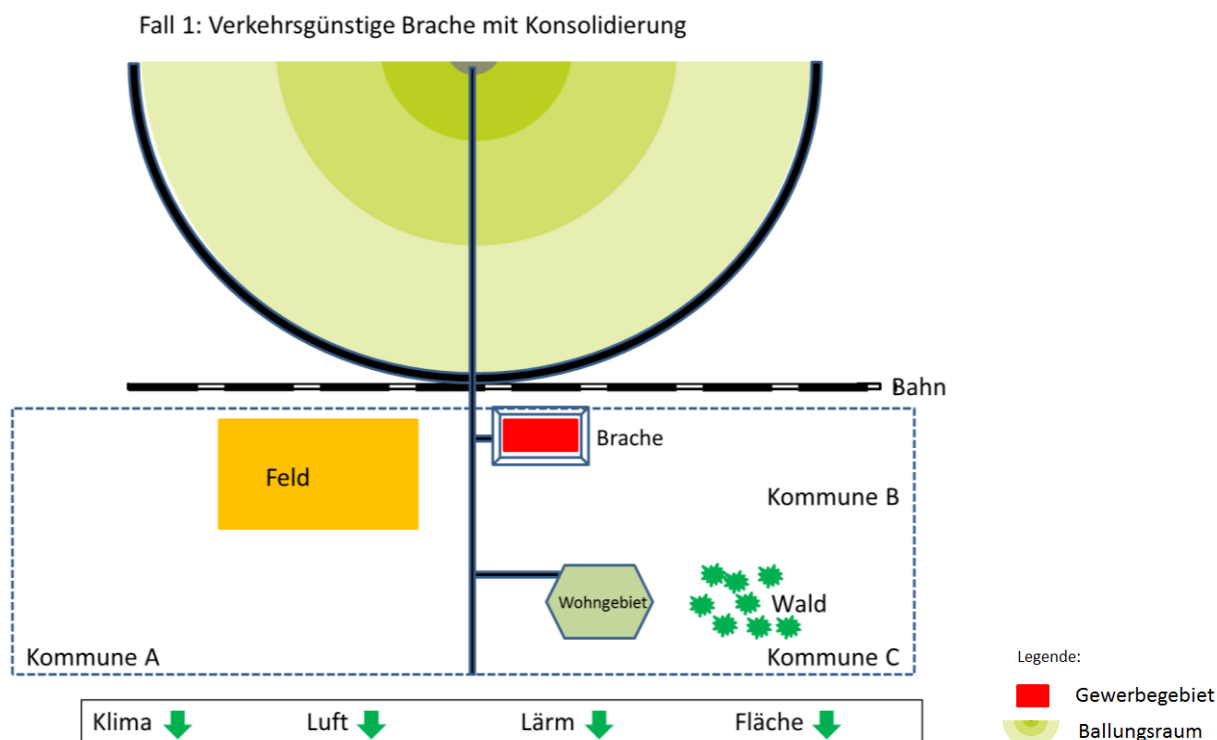 Fall 1: Verkehrsgünstige Brache mit Konsolidierung
Bahn
Brache
Feld
Kommune B
Wohngebiet
Wald
Kommune A
Kommune C
Legende:
Gewerbegebiet
Klima
Luft
Lärm
Fläche
Ballungsraum